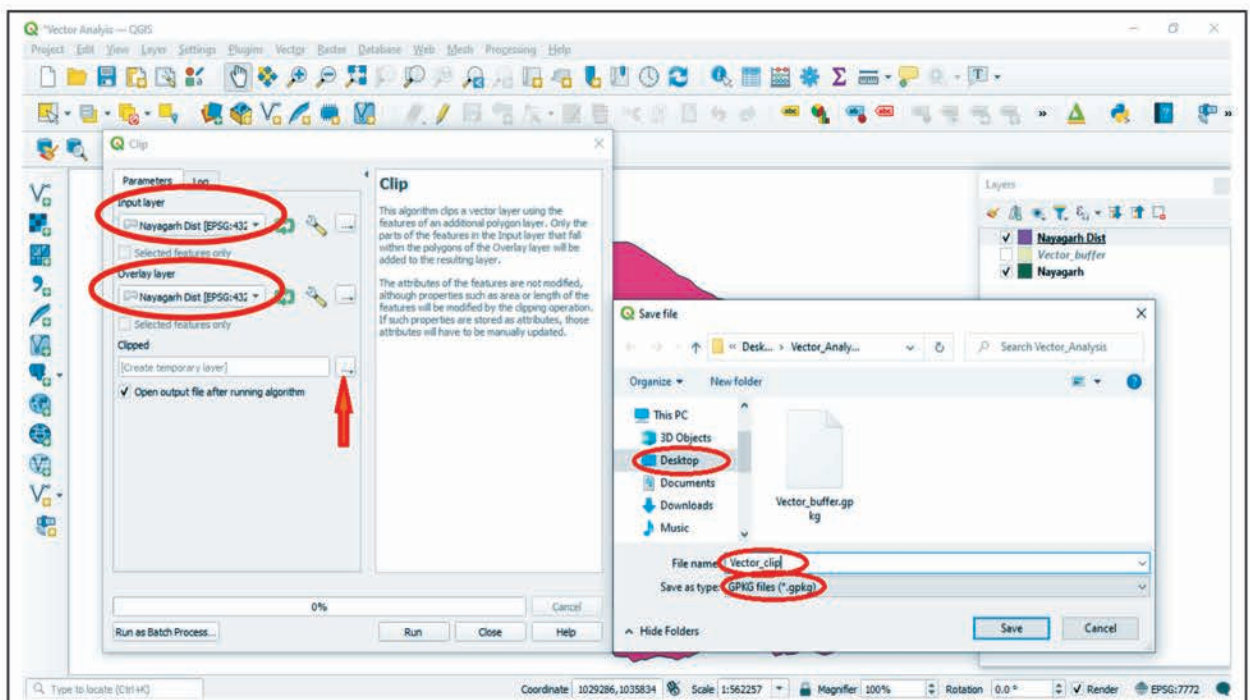 *Vector Analyis — QGIS
Project Edit View Layer Settings Plugins Vector Raster Database Web Mesh Processing Help
Clip
Parameters Log
Input layer
Nayagarh Dist [EPSG:432
Selected features only
Overlay layer
Nayagarh Dist [EPSG:432
Selected features only
Clipped
[Create temporary layer]
Open output file after running algorithm
0%
Cancel
Run as Batch Process...
Run
Close
Help
Clip
This algorithm clips a vector layer using the
features of an additional polygon layer. Only the
parts of the features in the Input layer that fall
within the polygons of the Overlay layer will be
added to the resulting layer.
The attributes of the features are not modified,
although properties such as area or length of the
features will be modified by the clipping operation.
If such properties are stored as attributes, those
attributes will have to be manually updated.
Layers
Nayagarh Dist
Vector_buffer
Nayagarh
Save file
« Desk... › Vector_Analy...
Search Vector_Analysis
Organize
New folder
This PC
3D Objects
Desktop
Documents
Downloads
Music
Vector_buffer.gp
kg
File name: Vector_clip
Save as type: GPKG files (*.gpkg)
Hide Folders
Save
Cancel
Type to locate (Ctrl+K)
Coordinate 1029286,1035834 Scale 1:562257 Magnifier 100% Rotation 0.0 ° Render EPSG:7772